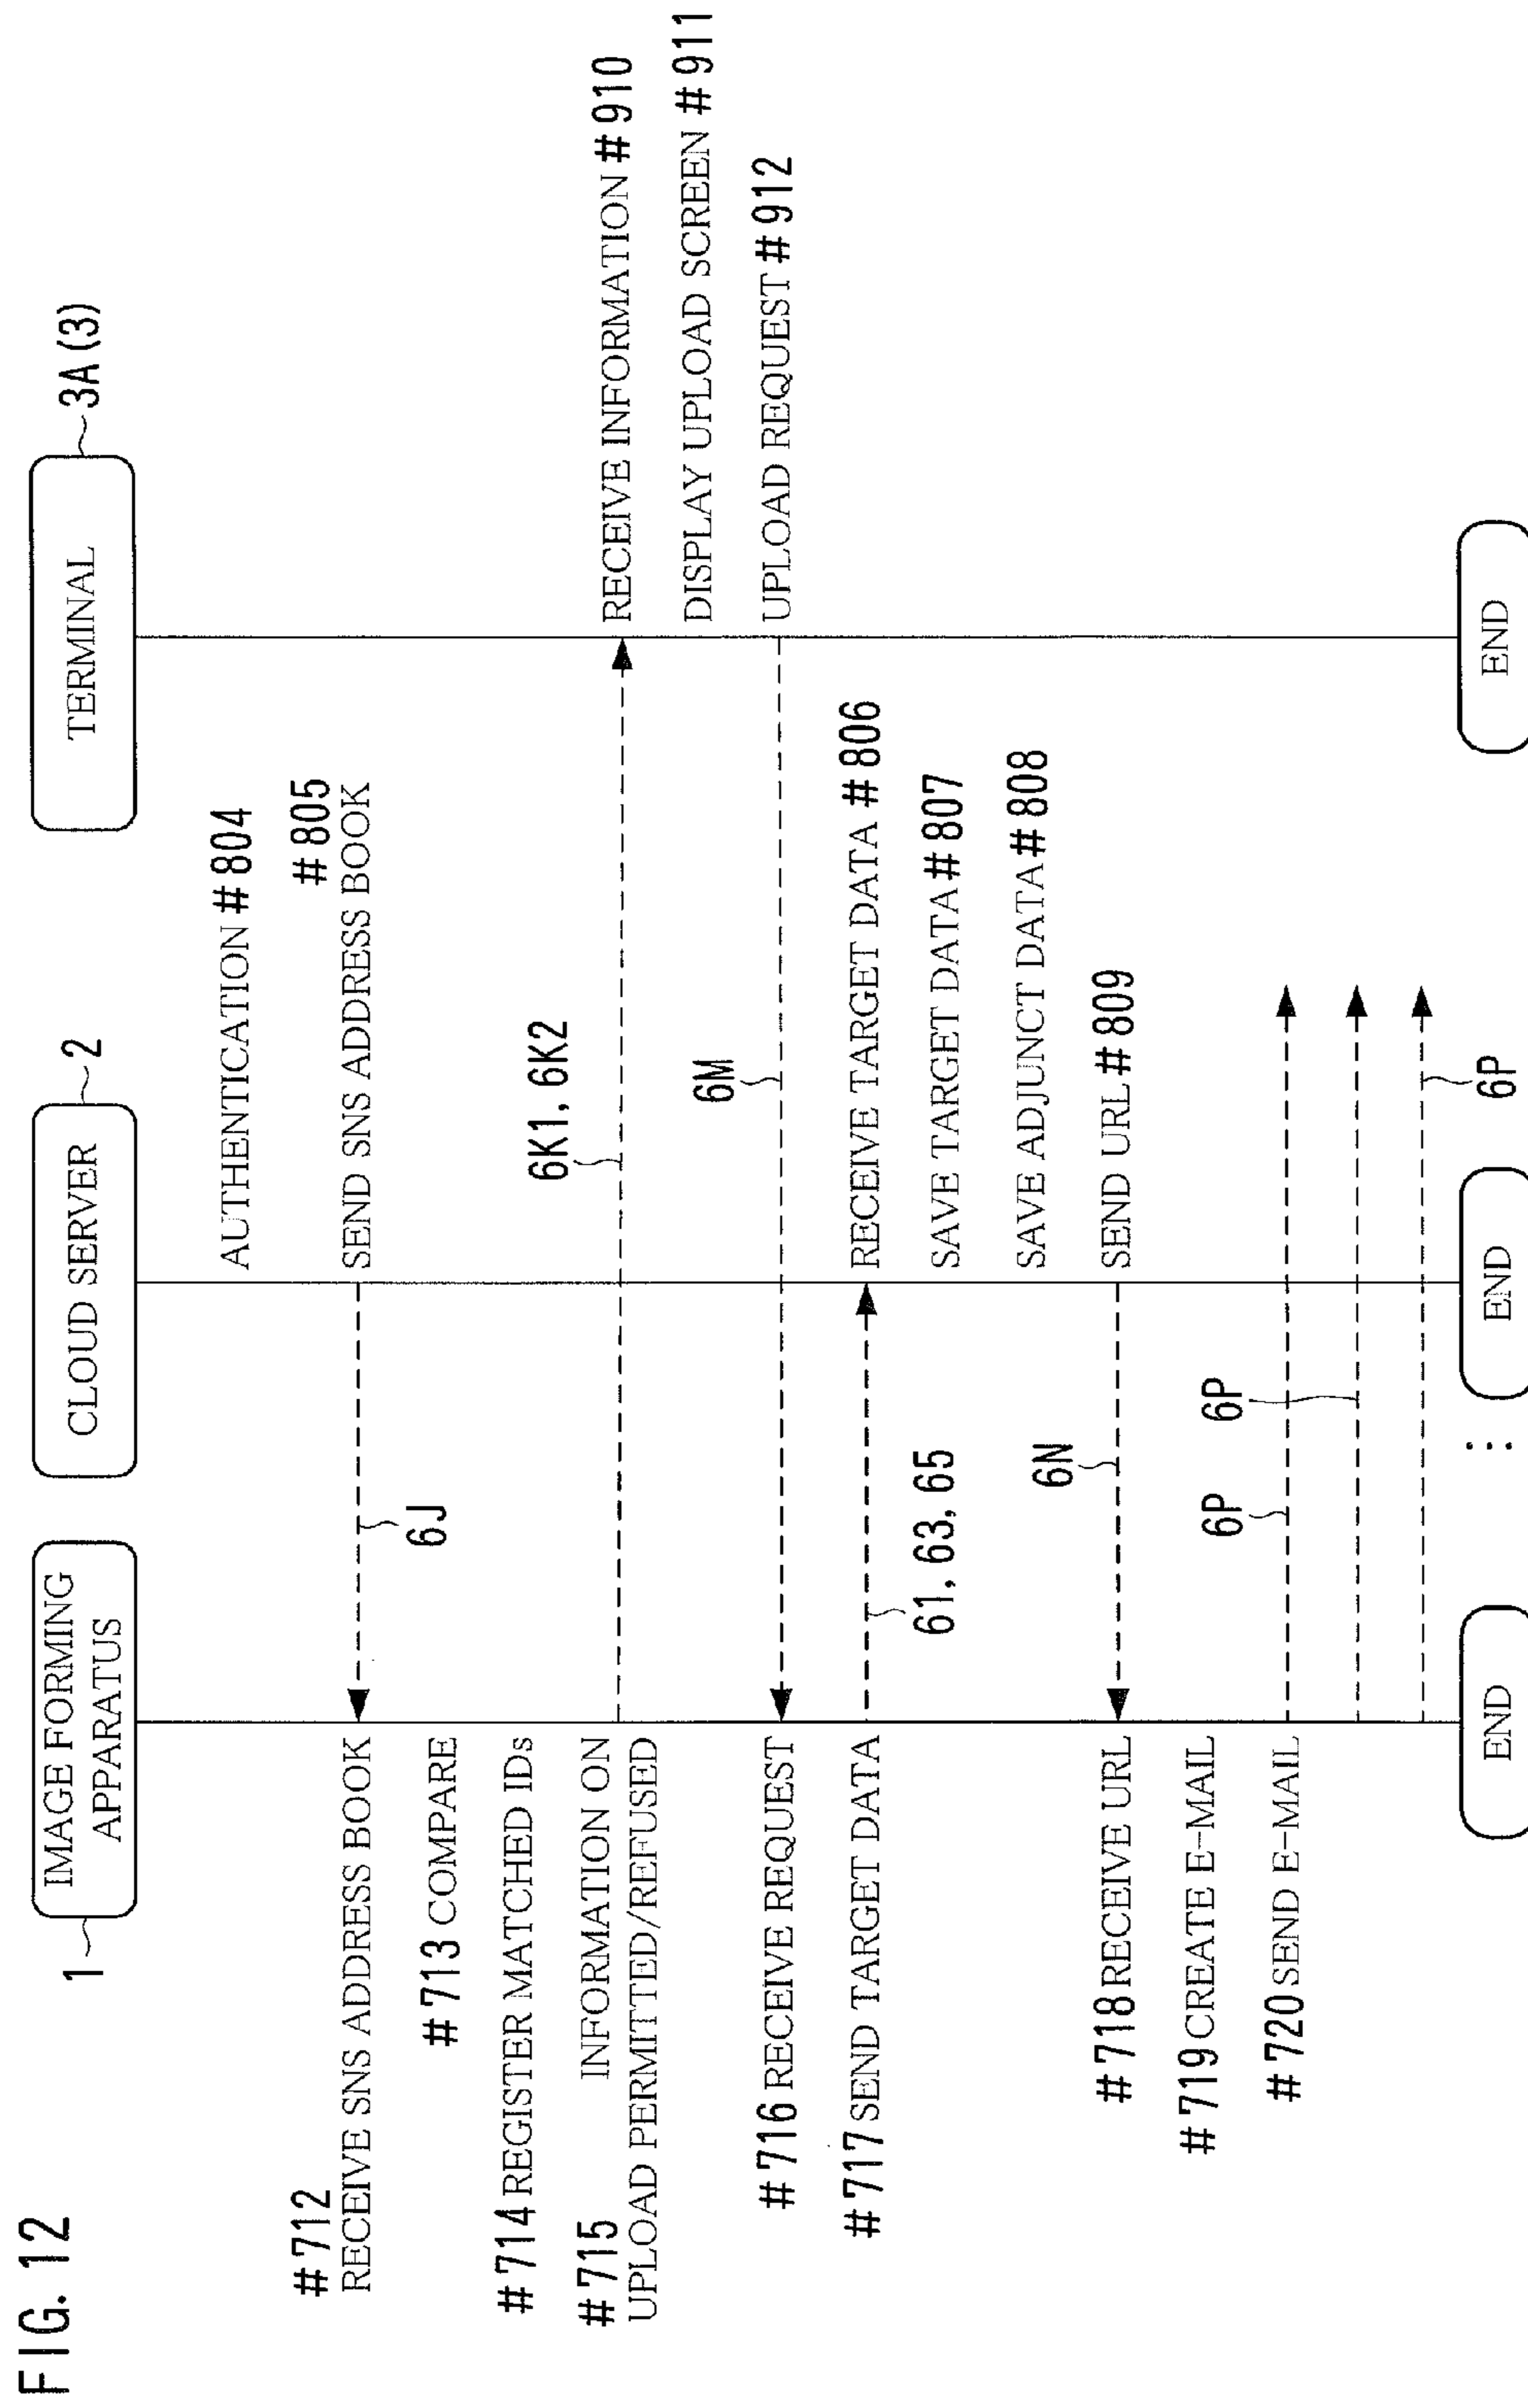 FIG. 12
IMAGE FORMING
APPARATUS
1
CLOUD SERVER
2
TERMINAL
3A (3)
AUTHENTICATION #804
#805
SEND SNS ADDRESS BOOK
6J
#712
RECEIVE SNS ADDRESS BOOK
#713 COMPARE
#714 REGISTER MATCHED IDs
#715 INFORMATION ON
UPLOAD PERMITTED/REFUSED
6K1, 6K2
RECEIVE INFORMATION #910
DISPLAY UPLOAD SCREEN #911
UPLOAD REQUEST #912
6M
#716 RECEIVE REQUEST
#717 SEND TARGET DATA
61, 63, 65
RECEIVE TARGET DATA #806
SAVE TARGET DATA #807
SAVE ADJUNCT DATA #808
SEND URL #809
6N
#718 RECEIVE URL
#719 CREATE E-MAIL
#720 SEND E-MAIL
6P
6P
6P
END
END
END